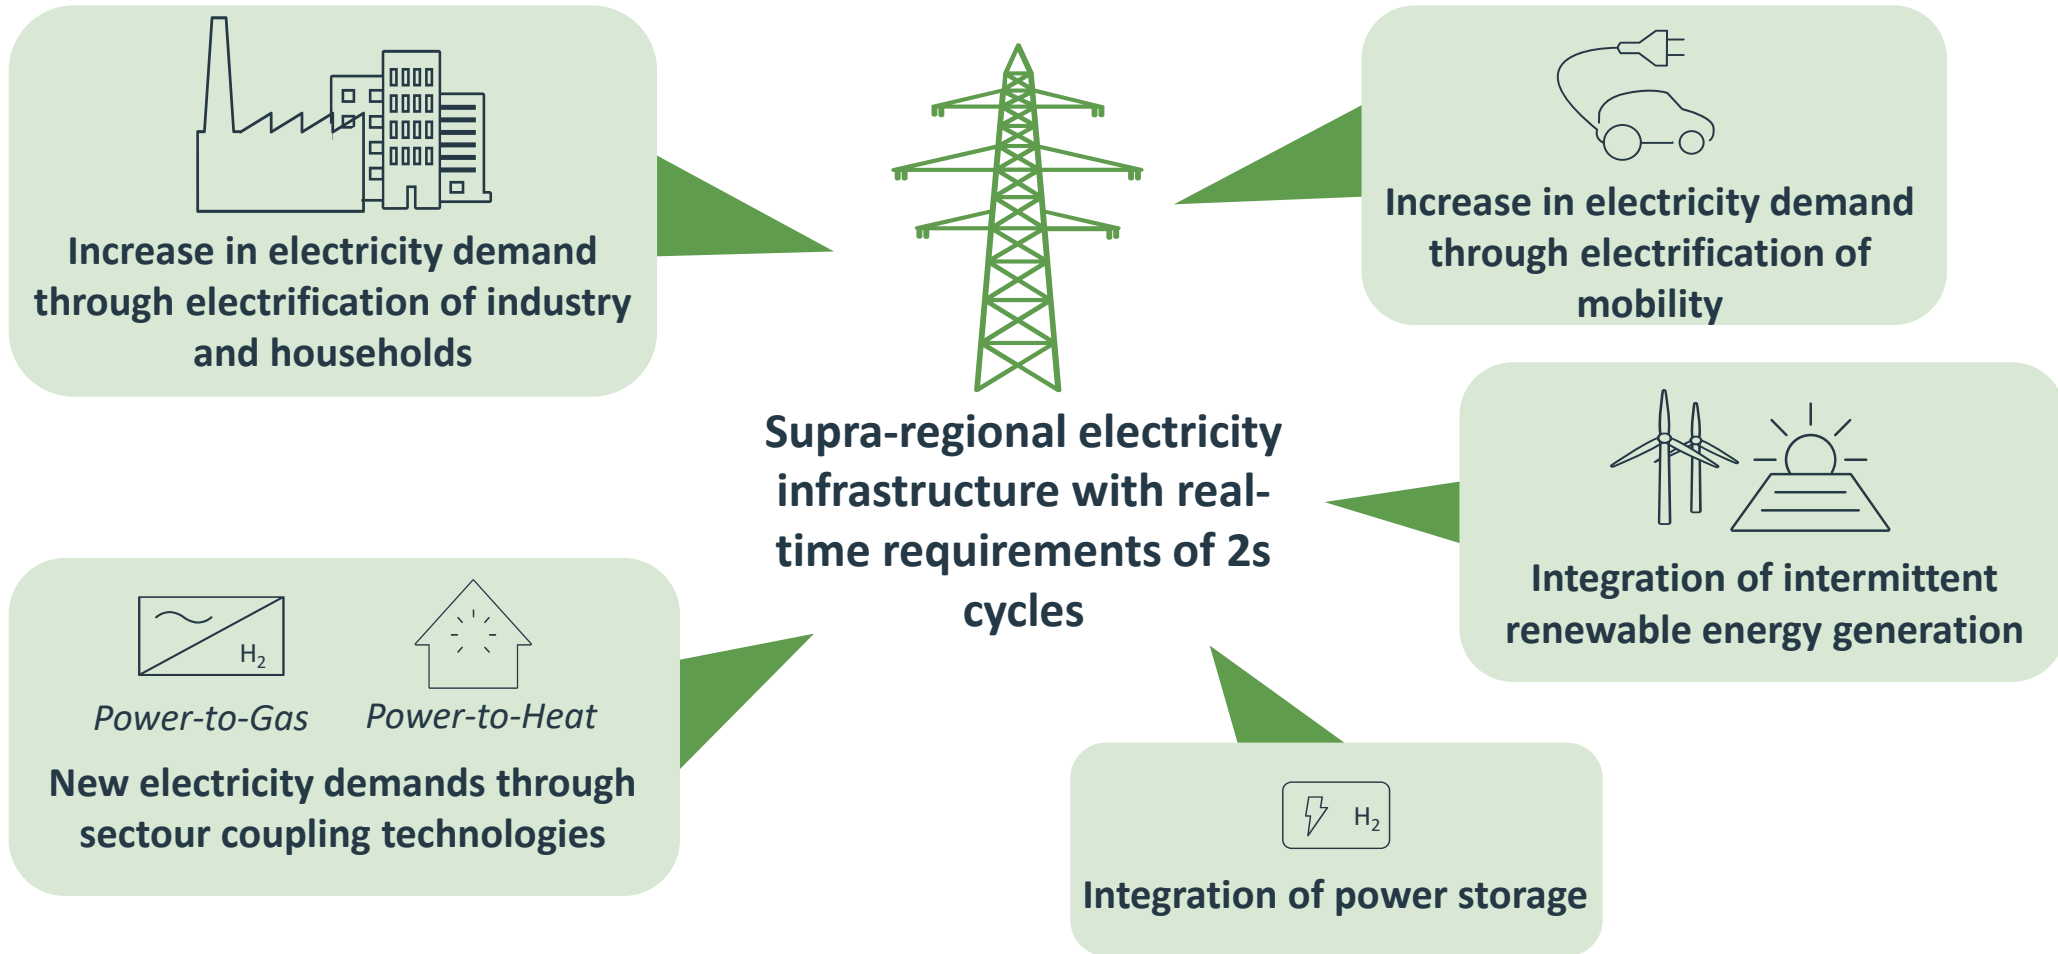 Increase in electricity demand
through electrification of industry
and households
Increase in electricity demand
through electrification of
mobility
Supra-regional electricity
infrastructure with real-
time requirements of 2s
cycles
Integration of intermittent
renewable energy generation
H₂
Power-to-Gas
Power-to-Heat
New electricity demands through
sectour coupling technologies
H₂
Integration of power storage